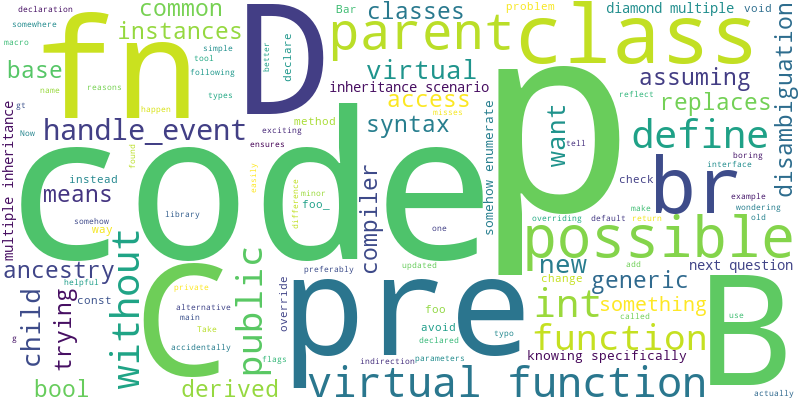 declaration
somewhere
macro
common
instances
Bar
classes
problem
diamond multiple
void
fn
D
parent
class
simple
tool
following
types
better
declare
base
name
reasons
happen
virtual
inheritance scenario
access
misses
assuming
reflect
replaces
disambiguation
gt
Now
multiple inheritance
handle_event
exciting
ensures
method
syntax
somehow enumerate
want
tell
define
interface
boring
code
p
br
instead
means
somehow
way
found
library
easily
difference
minor
foo_
compiler
one
check
example
wondering
old
make
return
overriding
default
possible
ancestry
helpful
const
without
C
public
private
alternative
main
Take
accidentally
override
preferably
updated
pre
new
change
add
next question
generic
int
something
called
use
B
child
g
trying
bool
derived
flags
indirection
avoid
foo
declared
parameters
typo
function
knowing specifically
virtual function
actually